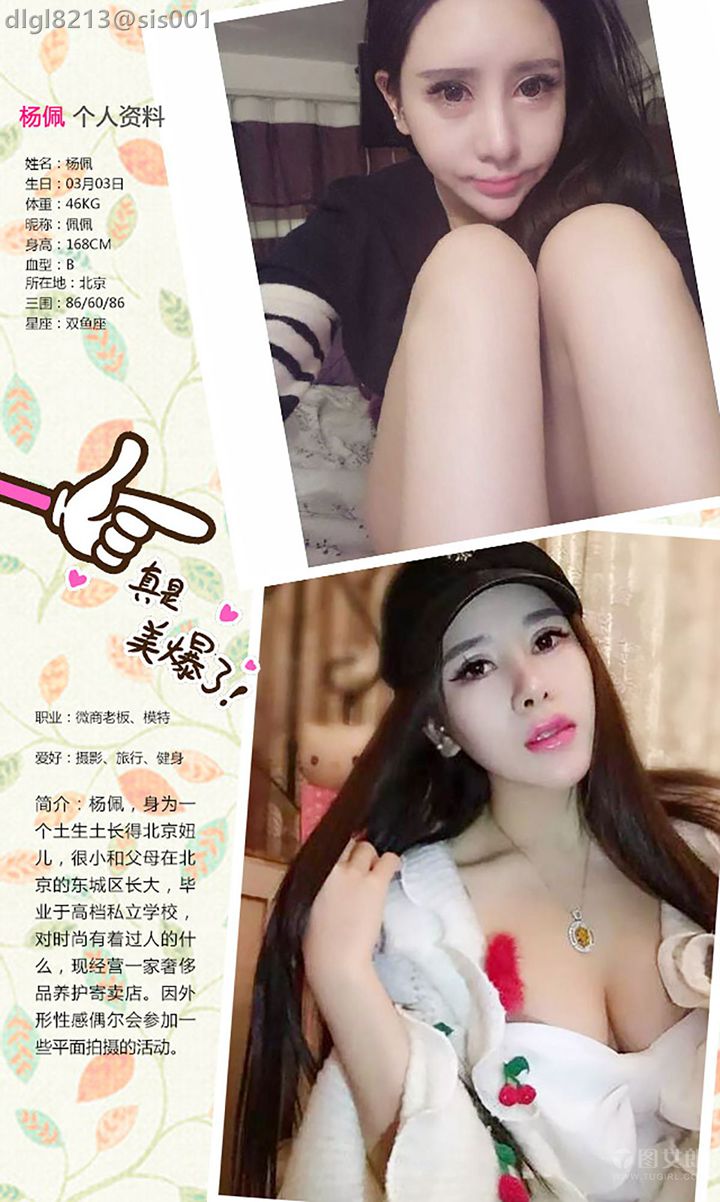 dlgl8213@sis001
杨佩 个人资料
姓名：杨佩
生日：03月03日
体重：46KG
昵称：佩佩
身高：168CM
血型：B
所在地：北京
三围：86/60/86
星座：双鱼座
真是
美爆了!
职业：微商老板、模特
爱好：摄影、旅行、健身
简介：杨佩，身为一
个土生土长得北京妞
儿，很小和父母在北
京的东城区长大，毕
业于高档私立学校，
对时尚有着过人的什
么，现经营一家奢侈
品养护寄卖店。因外
形性感偶尔会参加一
些平面拍摄的活动。
图女郎
WWW.TUGIRL.COM